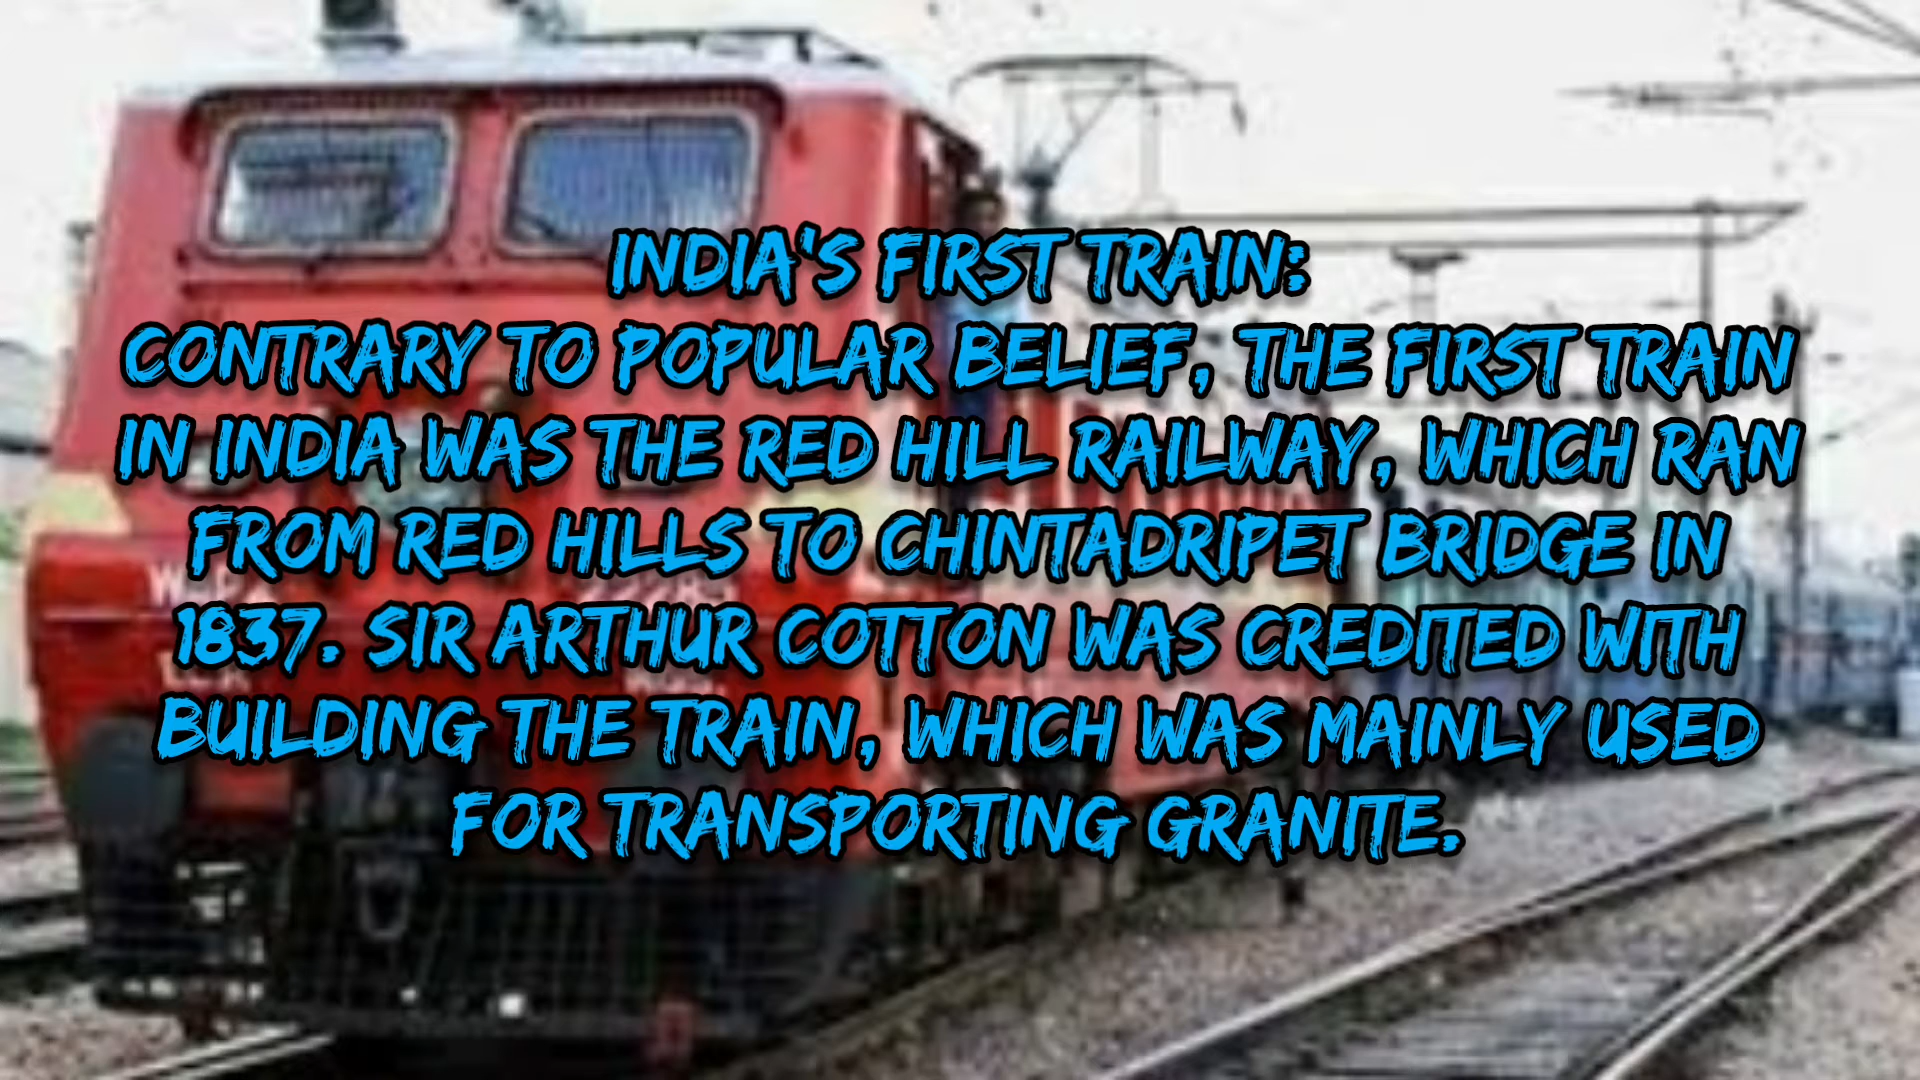 INDIA'S FIRST TRAIN:
CONTRARY TO POPULAR BELIEF, THE FIRST TRAIN
IN INDIA WAS THE RED HILL RAILWAY, WHICH RAN
FROM RED HILLS TO CHINTADRIPET BRIDGE IN
1837. SIR ARTHUR COTTON WAS CREDITED WITH
BUILDING THE TRAIN, WHICH WAS MAINLY USED
FOR TRANSPORTING GRANITE.